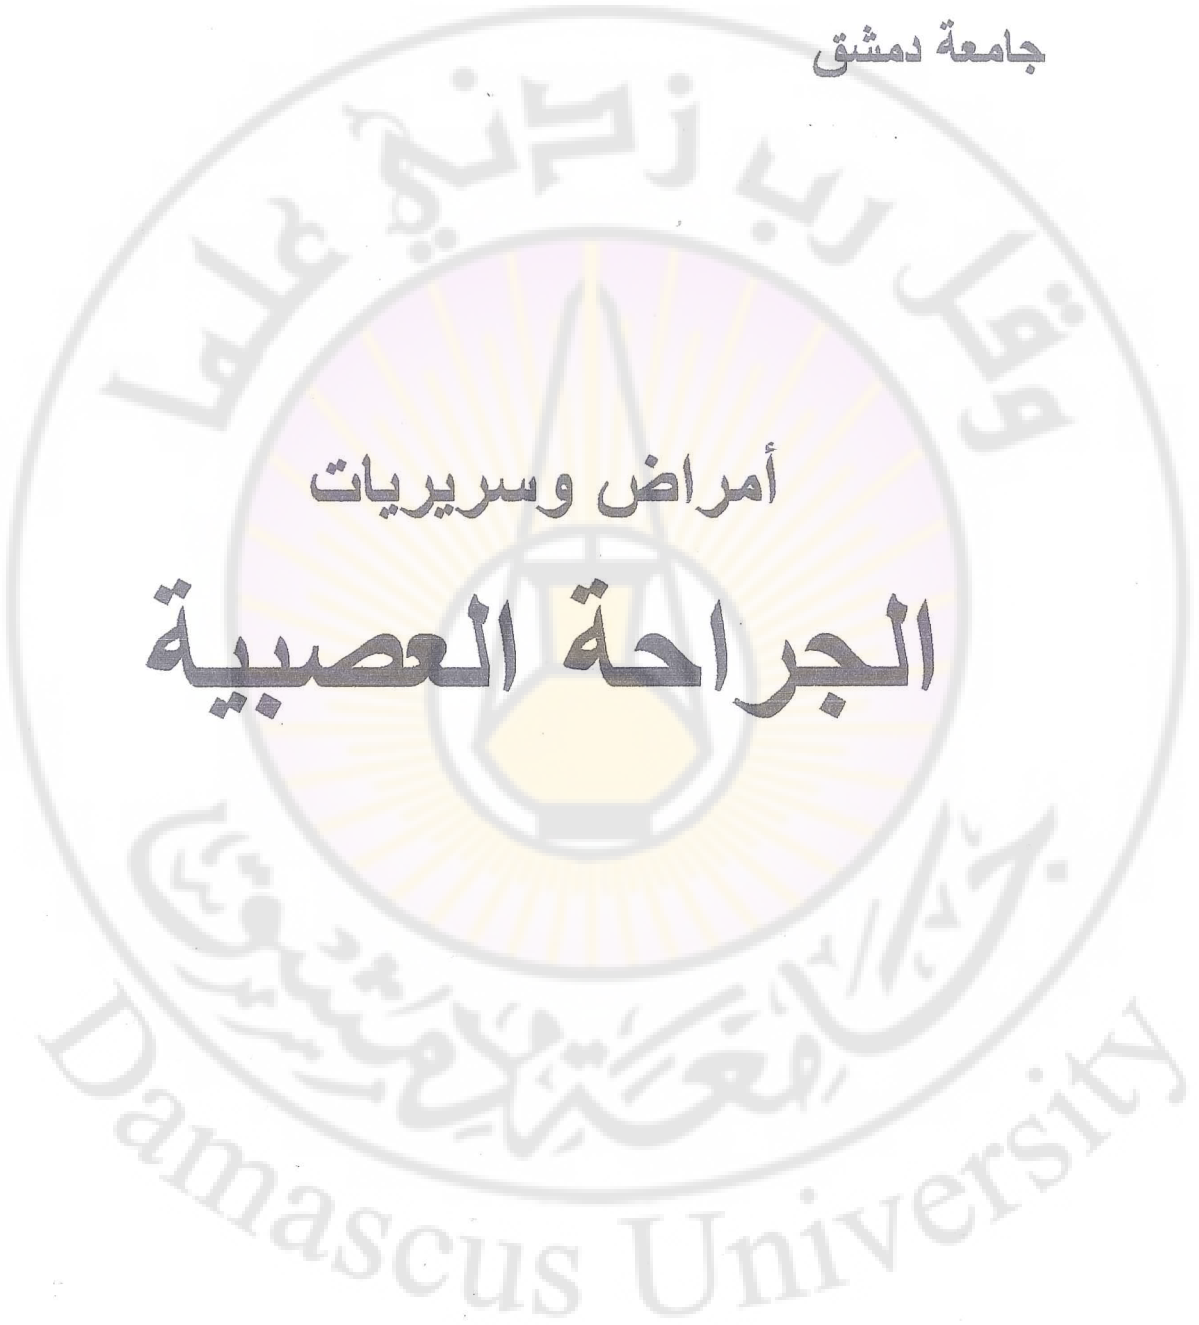 جامعة دمشق
وقل رب زدني علما
أمراض وسريريات
الجراحة العصبية
جامعة دمشق
Damascus University